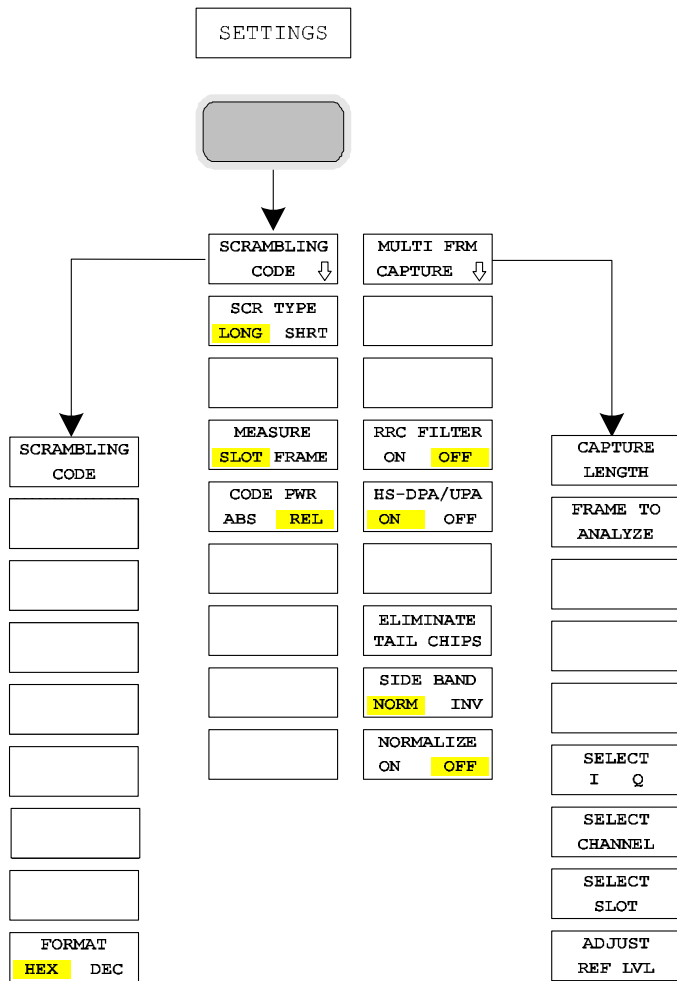 SETTINGS
SCRAMBLING
CODE
SCR TYPE
LONG SHRT
MEASURE
SLOT FRAME
CODE PWR
ABS REL
MULTI FRM
CAPTURE
RRC FILTER
ON OFF
HS-DPA/UPA
ON OFF
ELIMINATE
TAIL CHIPS
SIDE BAND
NORM INV
NORMALIZE
ON OFF
SCRAMBLING
CODE
FORMAT
HEX DEC
CAPTURE
LENGTH
FRAME TO
ANALYZE
SELECT
I Q
SELECT
CHANNEL
SELECT
SLOT
ADJUST
REF LVL